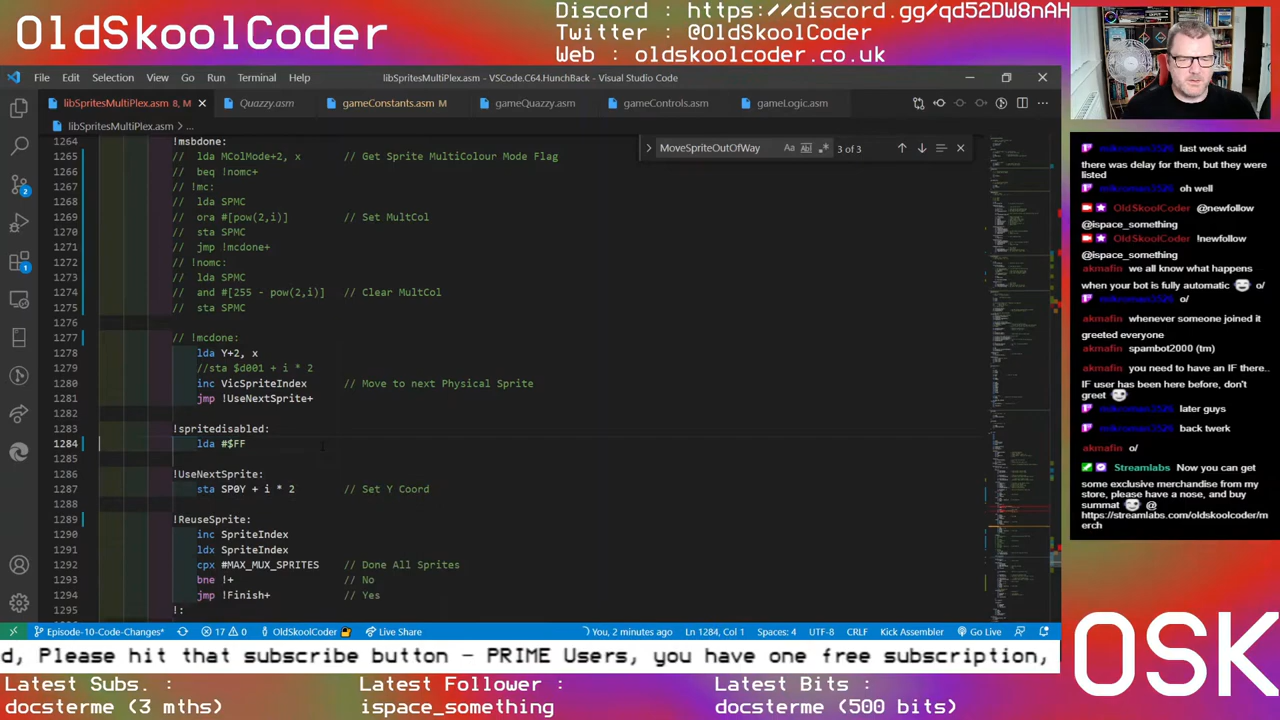 OldSkoolCoder
Discord : https://discord.gg/qd52DW8nAH
Twitter : @OldSkoolCoder
Web : oldskoolcoder.co.uk
File Edit Selection View Go Run Terminal Help
libSpritesMultiPlex.asm - VSCode.C64.HunchBack - Visual Studio Code
libSpritesMultiPlex.asm 8, M Quazzy.asm gameConstants.asm M gameQuazzy.asm gameControls.asm gameLogic.asm
libSpritesMultiPlex.asm > ...
MoveSpriteOutOfWay Aa 3 of 3
1264 !msbdone:
1265 // lda MColMode+2, x // Get Sprite MultiColour Mode Flag
1266 // beq !nomc+
1267 // !mc:
1268 // lda SPMC
1269 // ora #[pow(2,i)] // Set MultCol
1270 // sta SPMC
1271 // jmp !mcdone+
1272 // !nomc:
1273 // lda SPMC
1274 // and #[255 - pow(2,i)] // Clear MultCol
1275 // sta SPMC
1276
1277 // !mcdone:
1278 lda Y+2, x
1279 //sta $d001 + i * 2
1280 inc VicSpriteIndex // Move to next Physical Sprite
1281 jmp !UseNextSprite+
1282
1283 !spritedisabled:
1284 lda #$FF
1285
1286 !UseNextSprite:
1287 sta SP0Y + i * 2 // Set Y Coord
1288
1289 !ReuseSprite:
1290 inc SpriteIndex
1291 ldx SpriteIndex
1292 cpx #MAX_MUX_SPRITES // Done All Sprites
1293 bne !+ // No
1294 jmp !Finish+ // Yes
1295 !:
Episode-10-Code-Changes* 17 0 OldSkoolCoder Live Share You, 2 minutes ago Ln 1284, Col 1 Spaces: 4 UTF-8 CRLF Kick Assembler Go Live
last week said
there was delay for them, but they were
listed
oh well
OldSkoolCoder @newfollow
@ispace_something
OldSkoolCoder !newfollow
@ispace_something
akmafin we all know what happens
when your bot is fully automatic o/
o/
akmafin whenever someone joined it
greeted everyone
akmafin spambot2000 (tm)
akmafin you need to have an IF there..
IF user has been here before, don't
greet
later guys
back twerk
akmafin o/
Streamlabs Now you can get
some exclusive merchandise from my
store, please have a nose, and buy
summat @
https://streamlabs.com/oldskoolcoder/m
erch
d, Please hit that subscribe button - PRIME Users, you have one free subscription,
Latest Subs. :
docsterme (3 mths)
Latest Follower :
ispace_something
Latest Bits :
docsterme (500 bits)
OSK